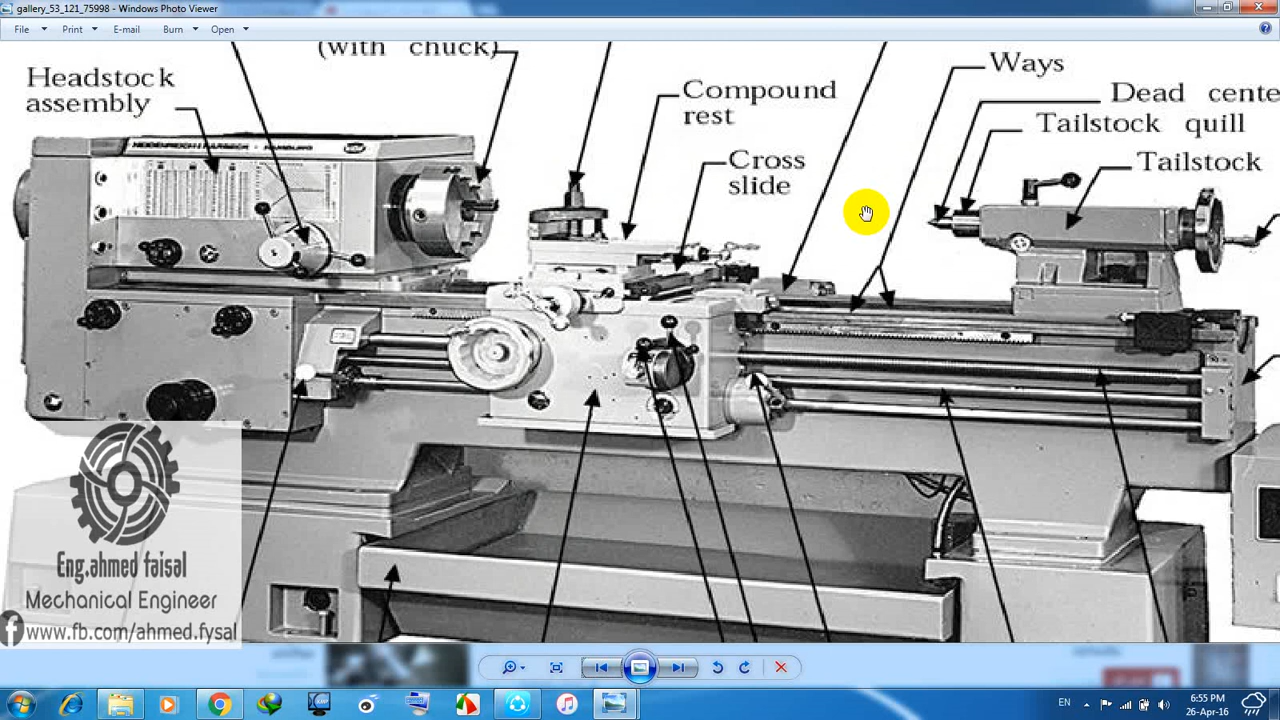 gallery_53_121_75998 - Windows Photo Viewer
File
Print
E-mail
Burn
Open
(with chuck)
Headstock
assembly
Compound
rest
Cross
slide
Ways
Dead cente
Tailstock quill
Tailstock
Eng.ahmed faisal
Mechanical Engineer
f www.fb.com/ahmed.fysal
EN
6:55 PM
26-Apr-16